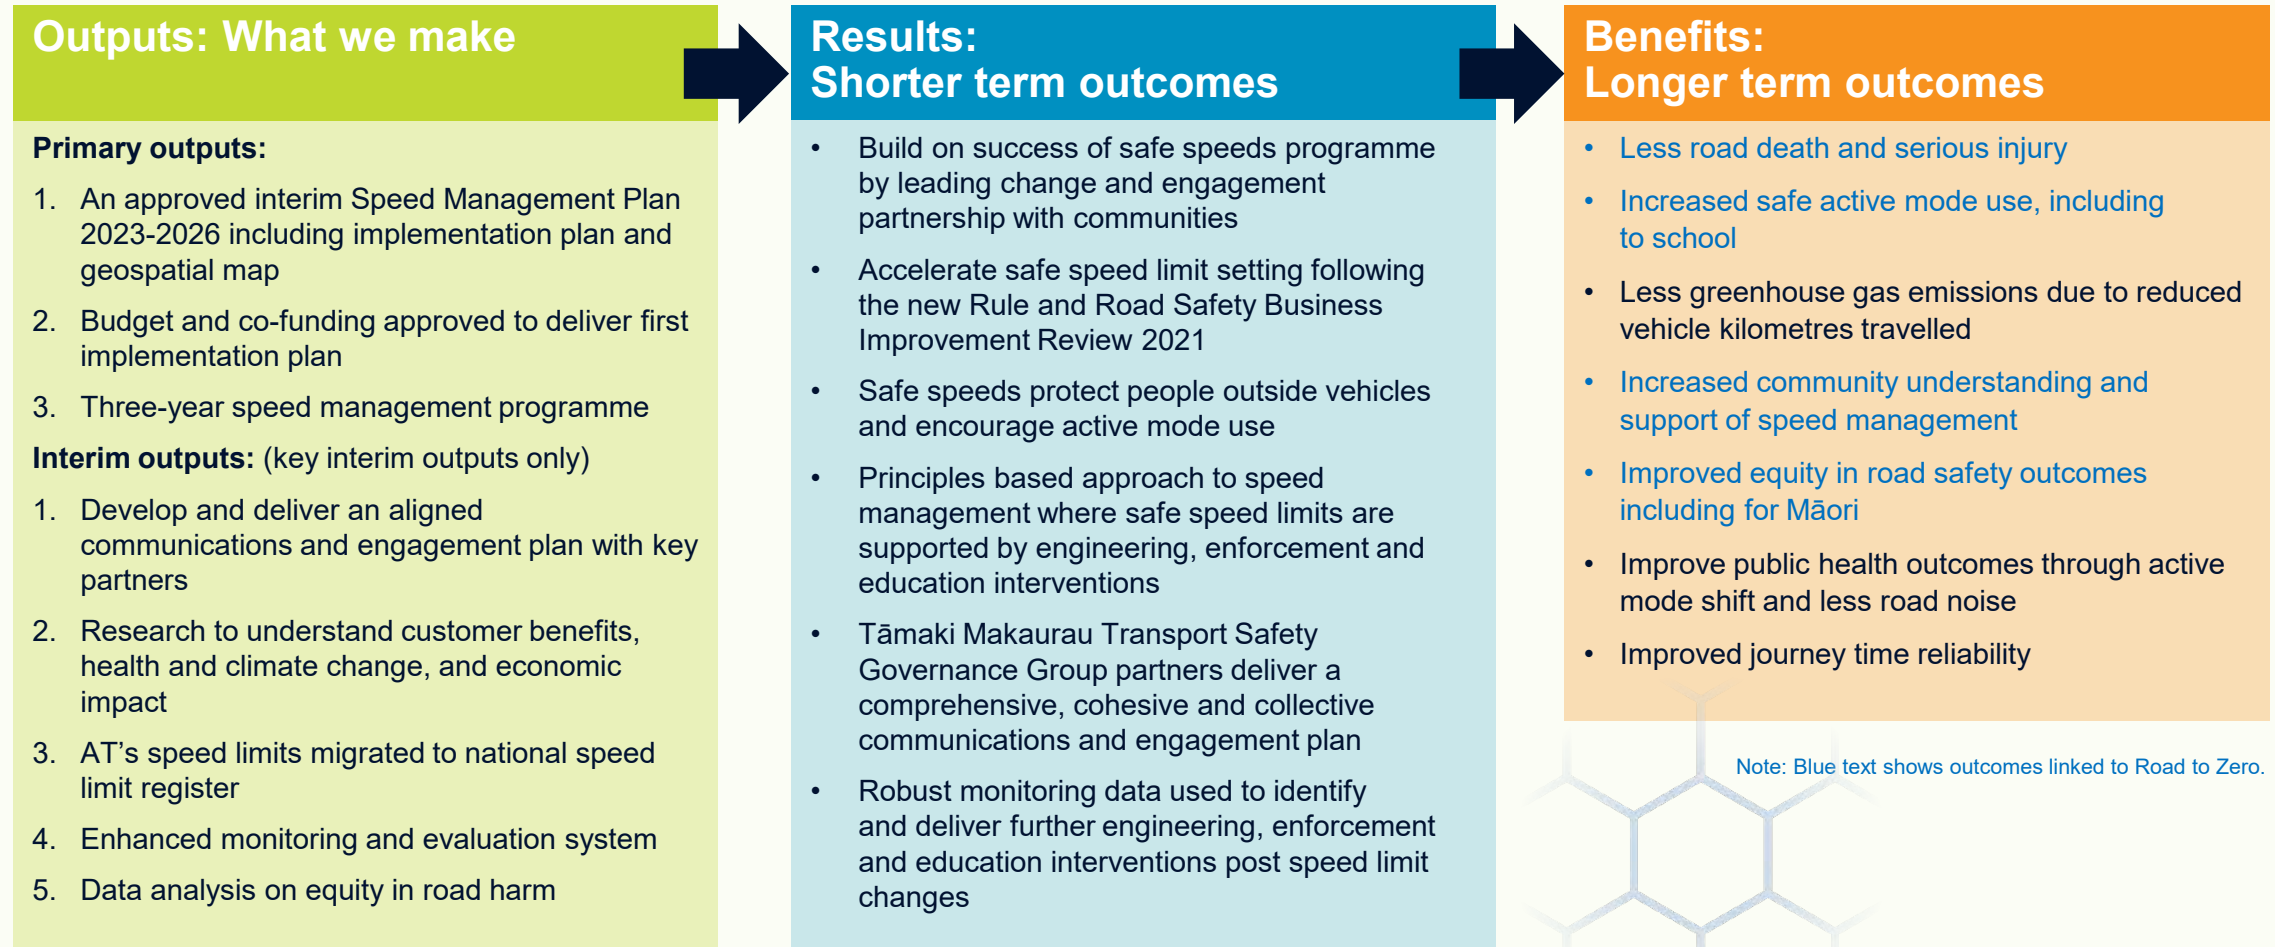 Outputs: What we make
Primary outputs:
1. An approved interim Speed Management Plan
2023-2026 including implementation plan and
geospatial map
2. Budget and co-funding approved to deliver first
implementation plan
3. Three-year speed management programme
Interim outputs: (key interim outputs only)
1. Develop and deliver an aligned
communications and engagement plan with key
partners
2. Research to understand customer benefits,
health and climate change, and economic
impact
3. AT’s speed limits migrated to national speed
limit register
4. Enhanced monitoring and evaluation system
5. Data analysis on equity in road harm
Results:
Shorter term outcomes
• Build on success of safe speeds programme
by leading change and engagement
partnership with communities
• Accelerate safe speed limit setting following
the new Rule and Road Safety Business
Improvement Review 2021
• Safe speeds protect people outside vehicles
and encourage active mode use
• Principles based approach to speed
management where safe speed limits are
supported by engineering, enforcement and
education interventions
• Tāmaki Makaurau Transport Safety
Governance Group partners deliver a
comprehensive, cohesive and collective
communications and engagement plan
• Robust monitoring data used to identify
and deliver further engineering, enforcement
and education interventions post speed limit
changes
Benefits:
Longer term outcomes
• Less road death and serious injury
• Increased safe active mode use, including
to school
• Less greenhouse gas emissions due to reduced
vehicle kilometres travelled
• Increased community understanding and
support of speed management
• Improved equity in road safety outcomes
including for Māori
• Improve public health outcomes through active
mode shift and less road noise
• Improved journey time reliability
Note: Blue text shows outcomes linked to Road to Zero.